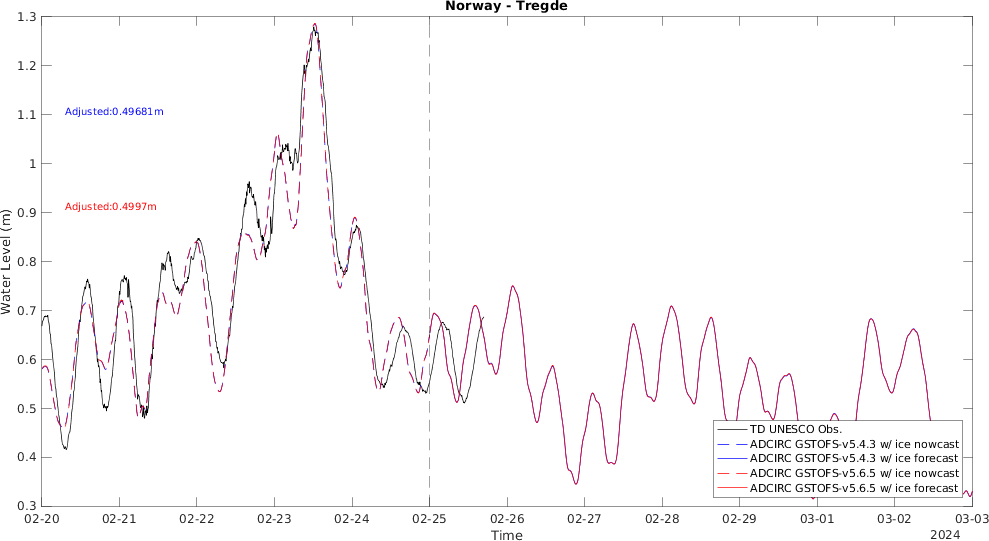 Norway - Tregde
1.3
1.2
1.1
1
0.9
0.8
0.7
0.6
0.5
0.4
0.3
Water Level (m)
Adjusted:0.49681m
Adjusted:0.4997m
TD UNESCO Obs.
ADCIRC GSTOFS-v5.4.3 w/ ice nowcast
ADCIRC GSTOFS-v5.4.3 w/ ice forecast
ADCIRC GSTOFS-v5.6.5 w/ ice nowcast
ADCIRC GSTOFS-v5.6.5 w/ ice forecast
02-20 02-21 02-22 02-23 02-24 02-25 02-26 02-27 02-28 02-29 03-01 03-02 03-03
Time
2024